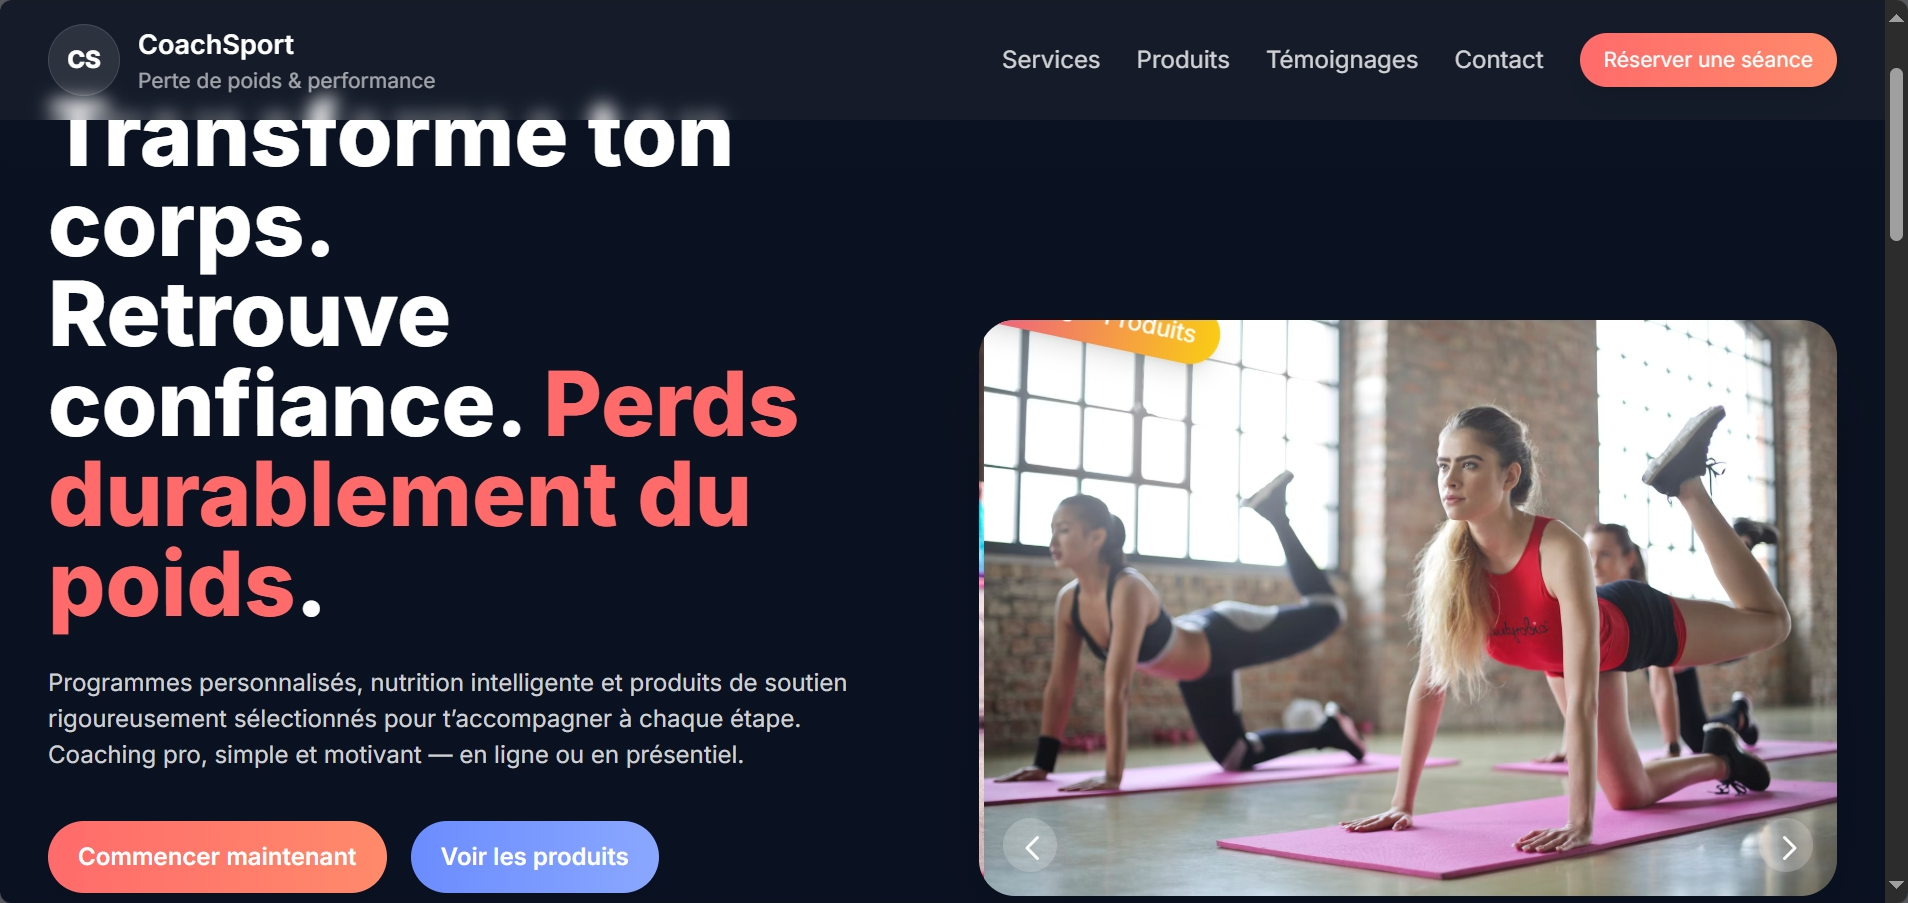 CS
CoachSport
Perte de poids & performance
Services
Produits
Témoignages
Contact
Réserver une séance
Transforme ton
corps.
Retrouve
confiance. Perds
durablement du
poids.
Produits
Programmes personnalisés, nutrition intelligente et produits de soutien
rigoureusement sélectionnés pour t’accompagner à chaque étape.
Coaching pro, simple et motivant — en ligne ou en présentiel.
Commencer maintenant
Voir les produits